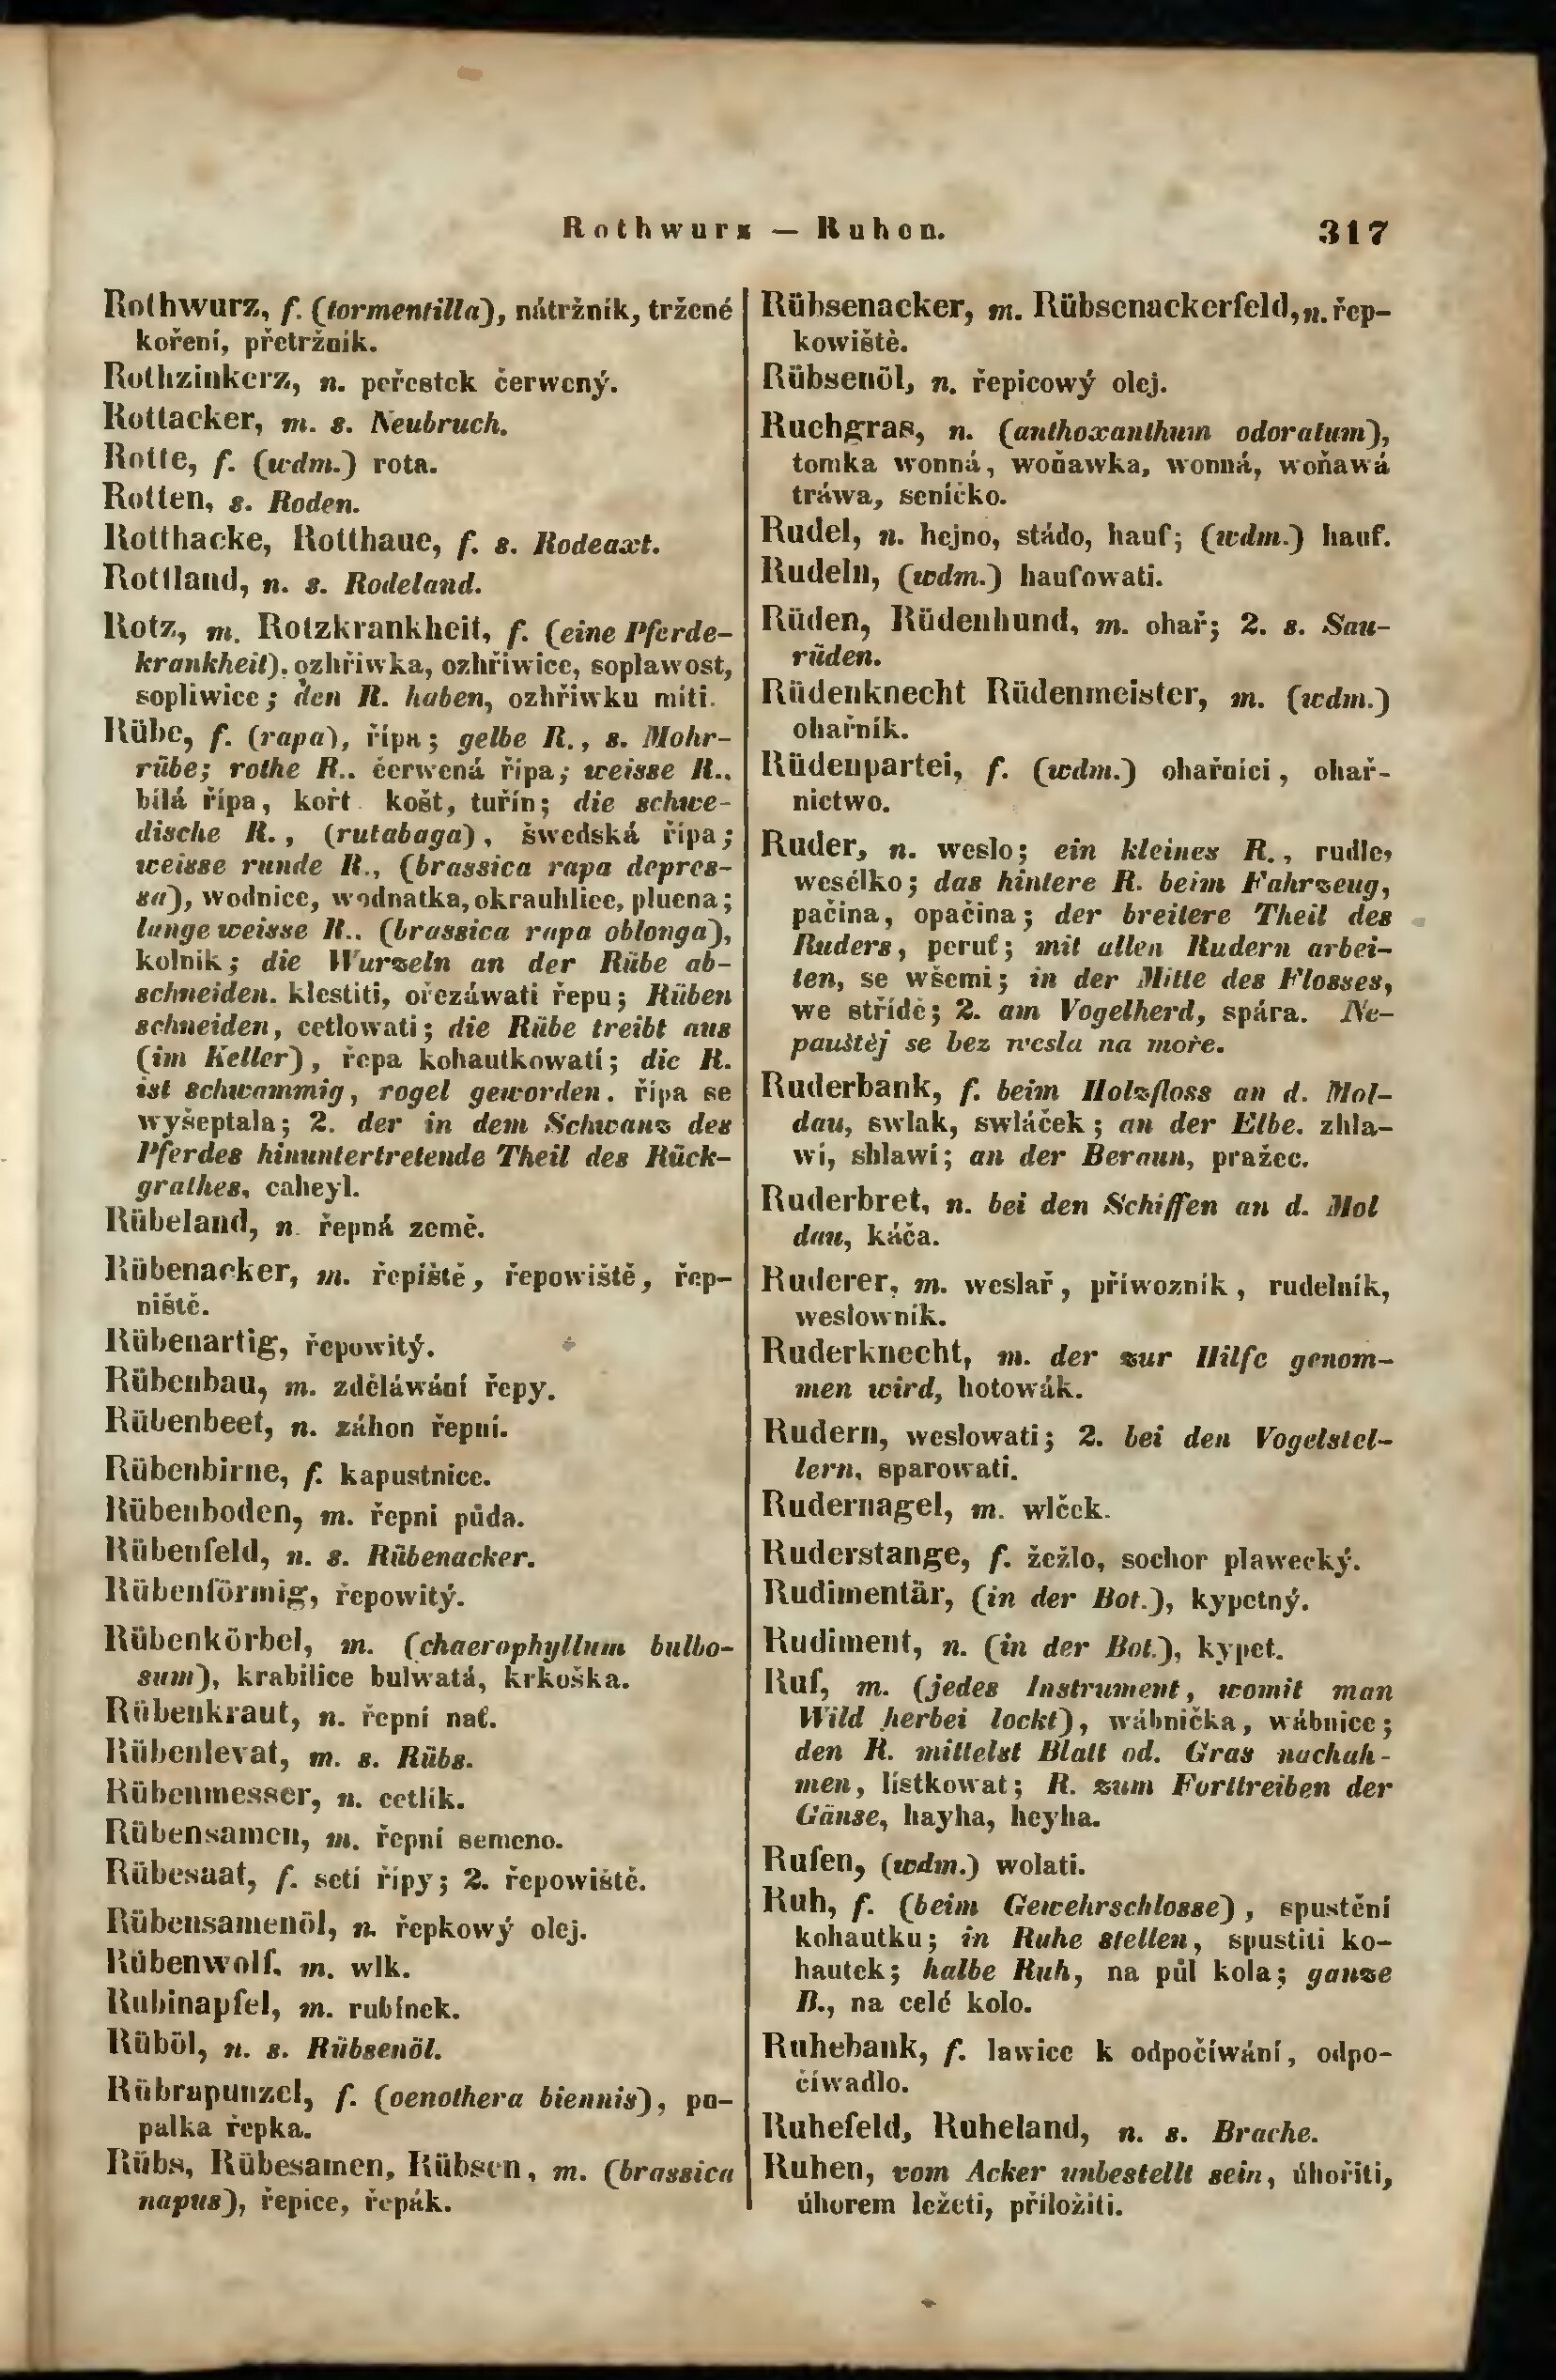 Rothwurz — Ruhen.
317
Rothwurz, f. (tormentilla), nátržník, tržené
koření, přetržník.
Rothzinkerz, n. peřestek čerwený.
Rottacker, m. s. Neubruch.
Rotte, f. (wdm.) rota.
Rotten, s. Roden.
Rotthacke, Rotthaue, f. s. Rodeaxt.
Rottland, n. s. Rodeland.
Rotz, m. Rotzkrankheit, f. (eine Pferde-
krankheit), ozhřiwka, ozhřiwice, soplawost,
sopliwice; den R. haben, ozhřiwku míti.
Rübe, f. (rapa), řípa; gelbe R., s. Mohr-
rübe; rothe R., čerwená řípa; weisse R.,
bílá řípa, kořt košt, tuřín; die schwe-
dische R., (rutabaga), šwedská řípa;
weisse runde R., (brassica rapa depres-
sa), wodnice, wodnatka, okrauhlice, plucna;
lange weisse R., (brassica rapa oblonga),
kolnik; die Wurzeln an der Rübe ab-
schneiden, klestiti, ořezáwati řepu; Rüben
schneiden, cetlowati; die Rübe treibt aus
(im Keller), řepa kohautkowatí; die R.
ist schwammig, rogel geworden, řípa se
wyšeptala; 2. der in dem Schwanz des
Pferdes hinuntertretende Theil des Rück-
grathes, caheyl.
Rübeland, n. řepná země.
Rübenacker, m. řepiště, řepowiště, řep-
niště.
Rübenartig, řepowitý.
Rübenbau, m. zděláwání řepy.
Rübenbeet, n. záhon řepní.
Rübenbirne, f. kapustnice.
Rübenboden, m. řepní půda.
Rübenfeld, n. s. Rübenacker.
Rübenförmig, řepowitý.
Rübenkörbel, m. (chaerophyllum bulbo-
sum), krabilice bulwatá, krkoška.
Rübenkraut, n. řepní nať.
Rübenlevat, m. s. Rübs.
Rübenmesser, n. cetlík.
Rübensamen, m. řepní semeno.
Rübesaat, f. setí řípy; 2. řepowiště.
Rübensamenöl, n. řepkowý olej.
Rübenwolf, m. wlk.
Rubinapfel, m. rubínek.
Rüböl, n. s. Rübsenöl.
Rübrapunzel, f. (oenothera biennis), pu-
palka řepka.
Rübs, Rübesamen, Rübsen, m. (brassica
napus), řepice, řepák.
Rübsenacker, m. Rübsenackerfeld, n. řep-
kowiště.
Rübsenöl, n. řepicowý olej.
Ruchgras, n. (anthoxanthum odoratum),
tomka wonná, woňawka, wonná, woňawá
tráwa, seníčko.
Rudel, n. hejno, stádo, hauf; (wdm.) hauf.
Rudeln, (wdm.) haufowati.
Rüden, Rüdenhund, m. ohař; 2. s. Sau-
rüden.
Rüdenknecht Rüdenmeister, m. (wdm.)
ohařník.
Rüdenpartei, f. (wdm.) ohařníci, ohař-
nictwo.
Ruder, n. weslo; ein kleines R., rudle,
wesélko; das hintere R. beim Fahrzeug,
pačina, opačina; der breitere Theil des
Ruders, peruť; mit allen Rudern arbei-
ten, se wšemi; in der Mitte des Flosses,
we střídě; 2. am Vogelherd, spára. Ne-
pauštěj se bez wesla na moře.
Ruderbank, f. beim Holzfloss an d. Mol-
dau, swlak, swláček; an der Elbe, zhla-
wí, shlawí; an der Beraun, pražec.
Ruderbret, n. bei den Schiffen an d. Mol
dau, káča.
Ruderer, m. weslař, příwozník, rudelník,
weslowník.
Ruderknecht, m. der zur Hilfe genom-
men wird, hotowák.
Rudern, weslowati; 2. bei den Vogelstel-
lern, sparowati.
Rudernagel, m. wlček.
Ruderstange, f. žežlo, sochor plawecký.
Rudimentär, (in der Bot.), kypetný.
Rudiment, n. (in der Bot.), kypet.
Ruf, m. (jedes Instrument, womit man
Wild herbei lockt), wábnička, wábnice;
den R. mittelst Blatt od. Gras nachah-
men, lístkowat; R. zum Forttreiben der
Gänse, hayha, heyha.
Rufen, (wdm.) wolati.
Ruh, f. (beim Gewehrschlosse), spustění
kohautku; in Ruhe stellen, spustiti ko-
hautek; halbe Ruh, na půl kola; ganze
R., na celé kolo.
Ruhebank, f. lawice k odpočíwání, odpo-
číwadlo.
Ruhefeld, Ruheland, n. s. Brache.
Ruhen, vom Acker unbestellt sein, úhořiti,
úhorem ležeti, příložiti.